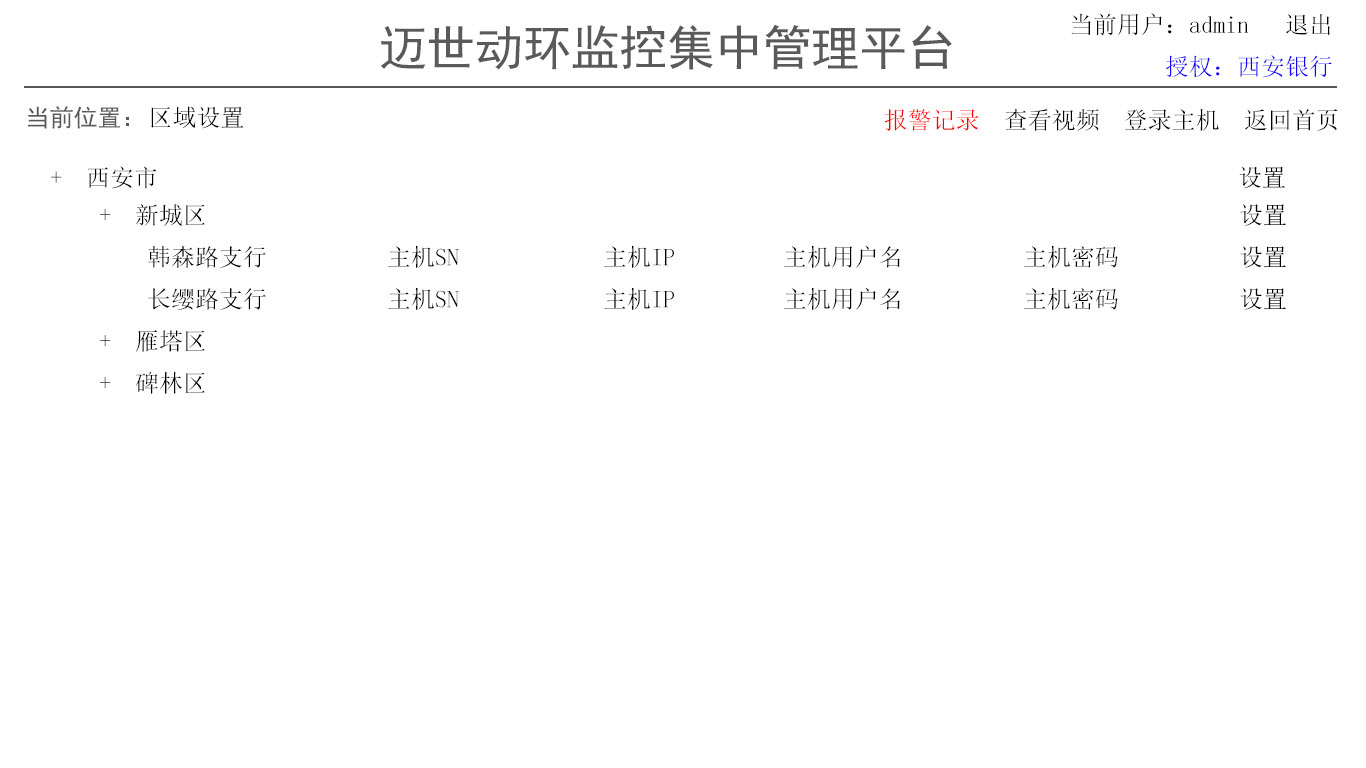 迈世动环监控集中管理平台
当前用户：admin 退出
授权：西安银行
当前位置：区域设置
报警记录 查看视频 登录主机 返回首页
+ 西安市 设置
+ 新城区 设置
韩森路支行 主机SN 主机IP 主机用户名 主机密码 设置
长缨路支行 主机SN 主机IP 主机用户名 主机密码 设置
+ 雁塔区
+ 碑林区